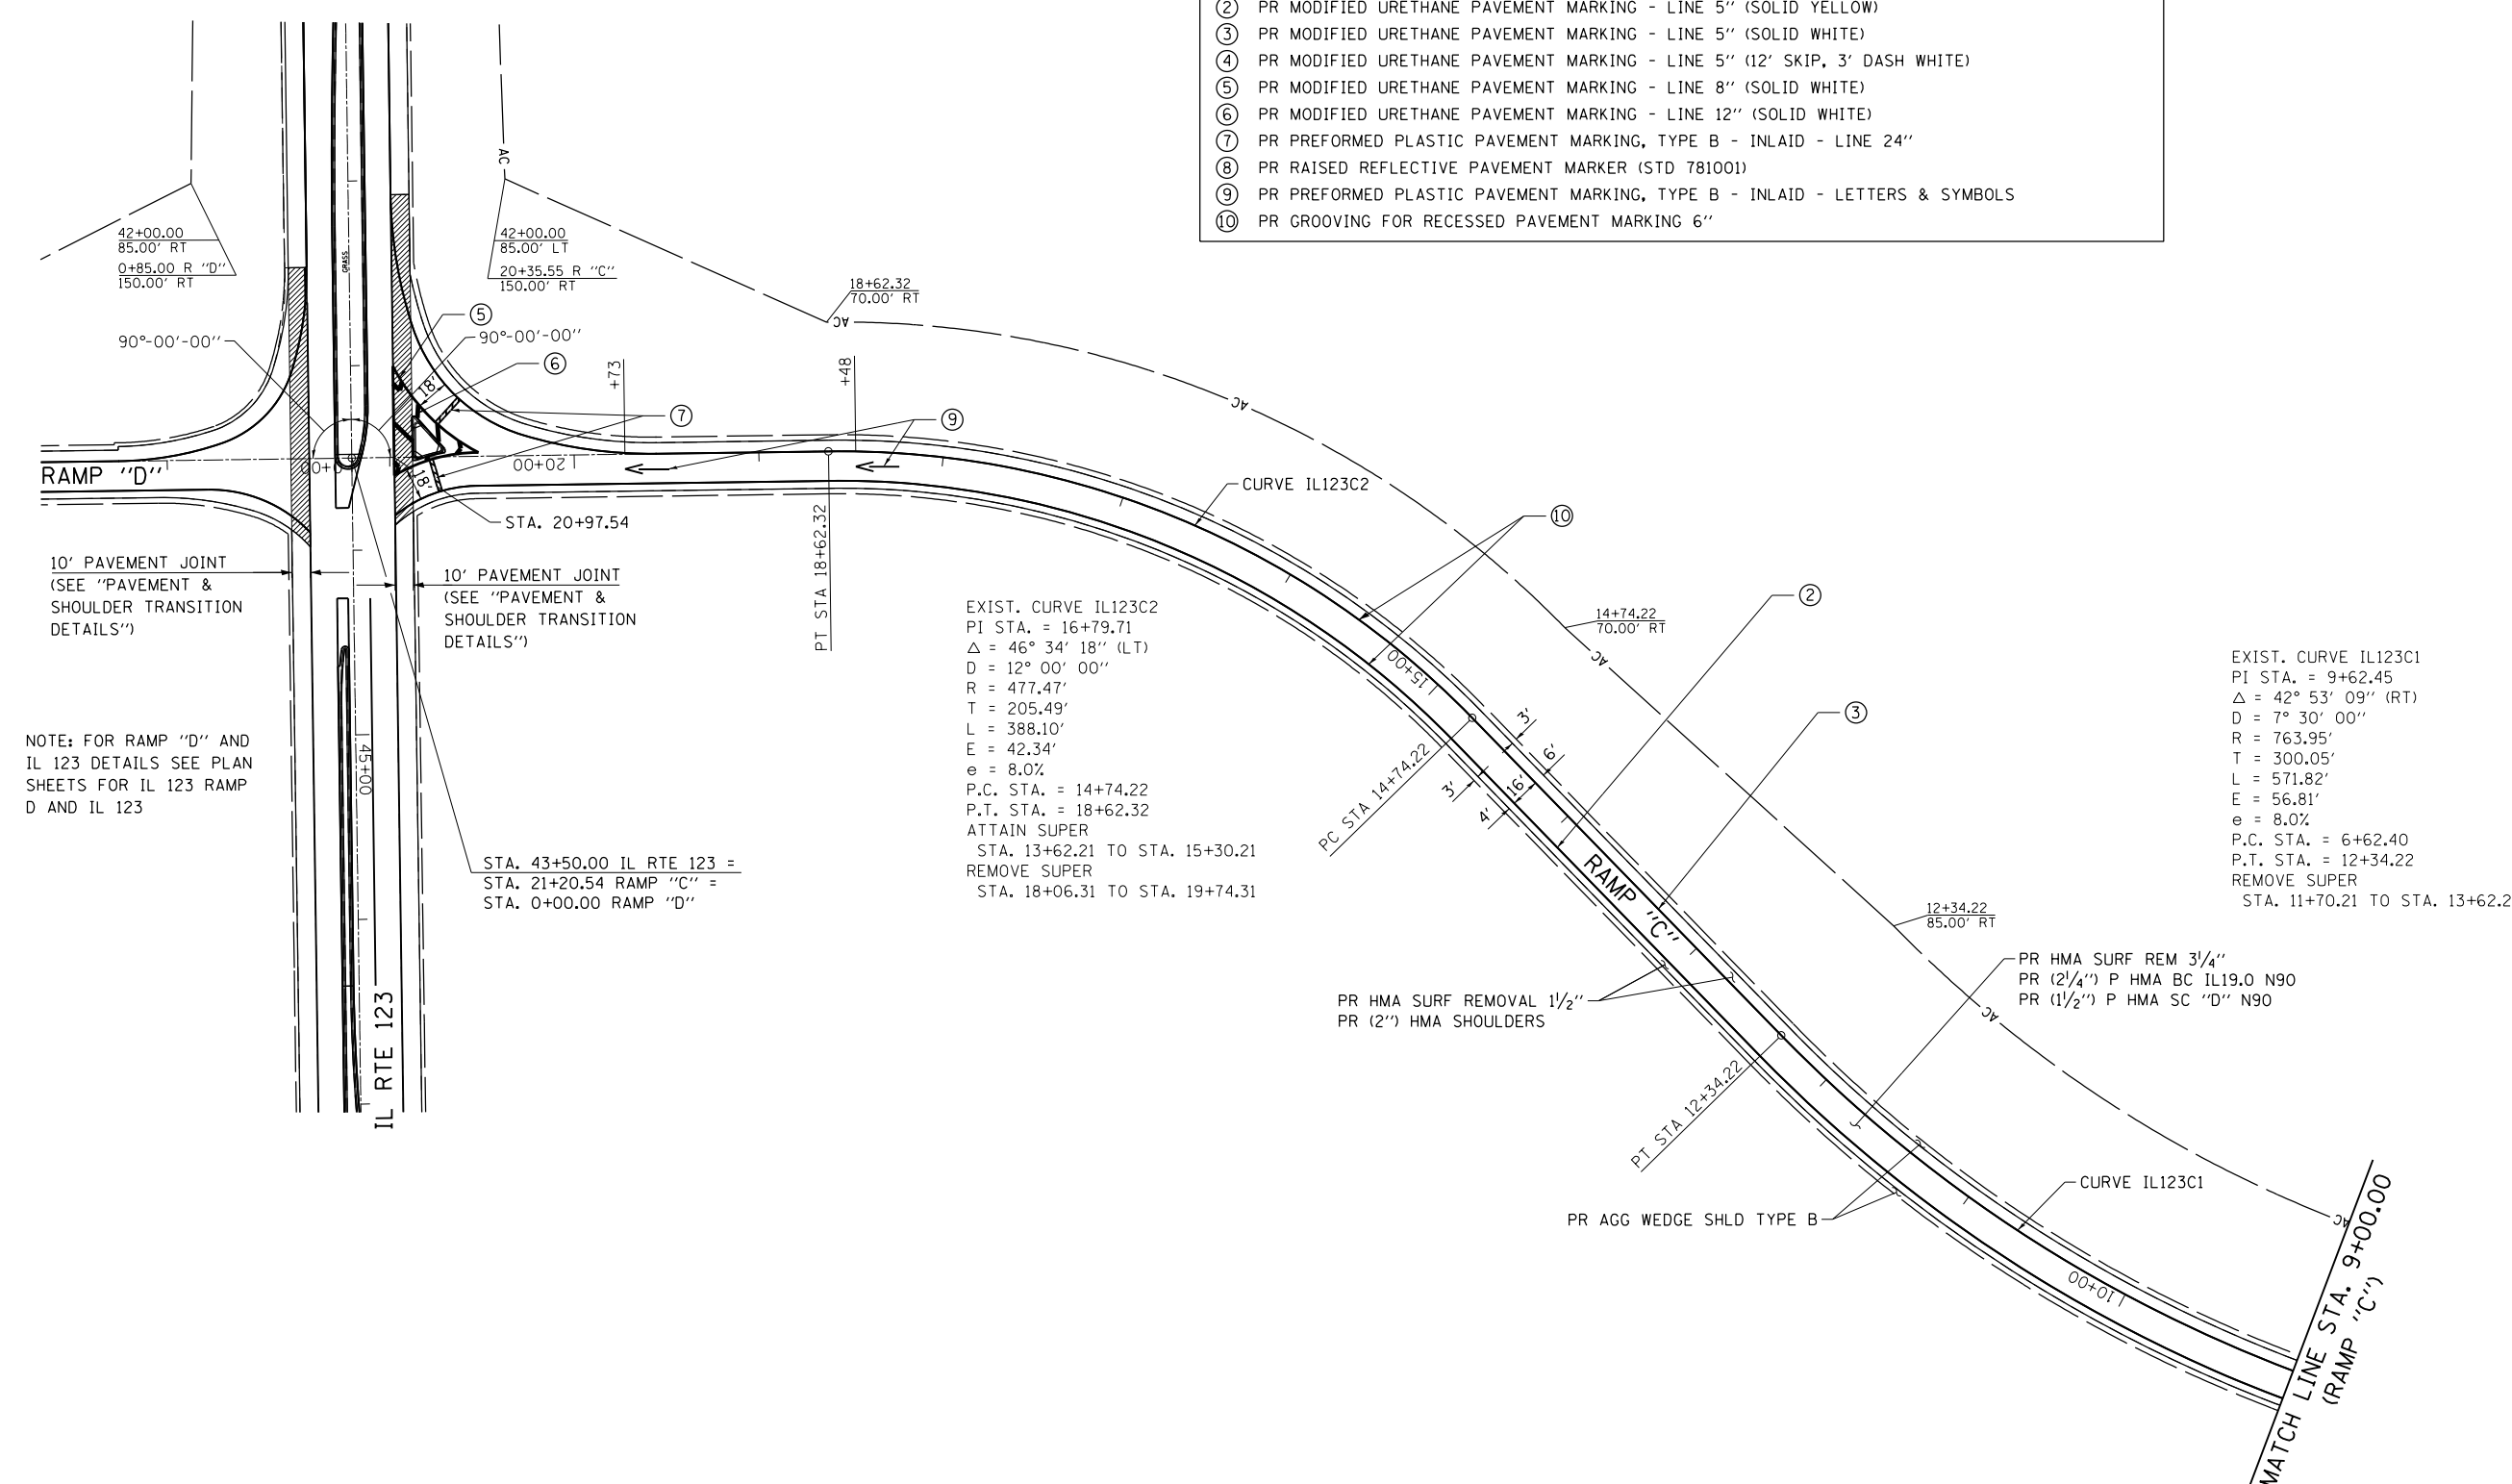 ② PR MODIFIED URETHANE PAVEMENT MARKING - LINE 5" (SOLID YELLOW)
③ PR MODIFIED URETHANE PAVEMENT MARKING - LINE 5" (SOLID WHITE)
④ PR MODIFIED URETHANE PAVEMENT MARKING - LINE 5" (12' SKIP, 3' DASH WHITE)
⑤ PR MODIFIED URETHANE PAVEMENT MARKING - LINE 8" (SOLID WHITE)
⑥ PR MODIFIED URETHANE PAVEMENT MARKING - LINE 12" (SOLID WHITE)
⑦ PR PREFORMED PLASTIC PAVEMENT MARKING, TYPE B - INLAID - LINE 24"
⑧ PR RAISED REFLECTIVE PAVEMENT MARKER (STD 781001)
⑨ PR PREFORMED PLASTIC PAVEMENT MARKING, TYPE B - INLAID - LETTERS & SYMBOLS
⑩ PR GROOVING FOR RECESSED PAVEMENT MARKING 6"
AC
42+00.00
85.00' RT
0+85.00 R "D"
150.00' RT
GRASS
42+00.00
85.00' LT
20+35.55 R "C"
150.00' RT
18+62.32
70.00' RT
AC
⑤
90°-00'-00"
90°-00'-00"
⑥
18'
+73
+48
⑦
⑨
AC
RAMP "D"
0+00
20+00
18'
STA. 20+97.54
PT STA 18+62.32
CURVE IL123C2
⑩
10' PAVEMENT JOINT
(SEE "PAVEMENT &
SHOULDER TRANSITION
DETAILS")
10' PAVEMENT JOINT
(SEE "PAVEMENT &
SHOULDER TRANSITION
DETAILS")
EXIST. CURVE IL123C2
PI STA. = 16+79.71
△ = 46° 34' 18" (LT)
D = 12° 00' 00"
R = 477.47'
T = 205.49'
L = 388.10'
E = 42.34'
e = 8.0%
P.C. STA. = 14+74.22
P.T. STA. = 18+62.32
ATTAIN SUPER
STA. 13+62.21 TO STA. 15+30.21
REMOVE SUPER
STA. 18+06.31 TO STA. 19+74.31
②
14+74.22
70.00' RT
AC
15+00
EXIST. CURVE IL123C1
PI STA. = 9+62.45
△ = 42° 53' 09" (RT)
D = 7° 30' 00"
R = 763.95'
T = 300.05'
L = 571.82'
E = 56.81'
e = 8.0%
P.C. STA. = 6+62.40
P.T. STA. = 12+34.22
REMOVE SUPER
STA. 11+70.21 TO STA. 13+62.2
③
3'
6'
16'
3'
4'
PC STA 14+74.22
NOTE: FOR RAMP "D" AND
IL 123 DETAILS SEE PLAN
SHEETS FOR IL 123 RAMP
D AND IL 123
45+00
STA. 43+50.00 IL RTE 123 =
STA. 21+20.54 RAMP "C" =
STA. 0+00.00 RAMP "D"
RAMP "C"
12+34.22
85.00' RT
PR HMA SURF REM 3 1/4"
PR (2 1/4") P HMA BC IL19.0 N90
PR (1 1/2") P HMA SC "D" N90
AC
PR HMA SURF REMOVAL 1 1/2"
PR (2") HMA SHOULDERS
IL RTE 123
PT STA 12+34.22
CURVE IL123C1
PR AGG WEDGE SHLD TYPE B
AC
10+00
MATCH LINE STA. 9+00.00
(RAMP "C")